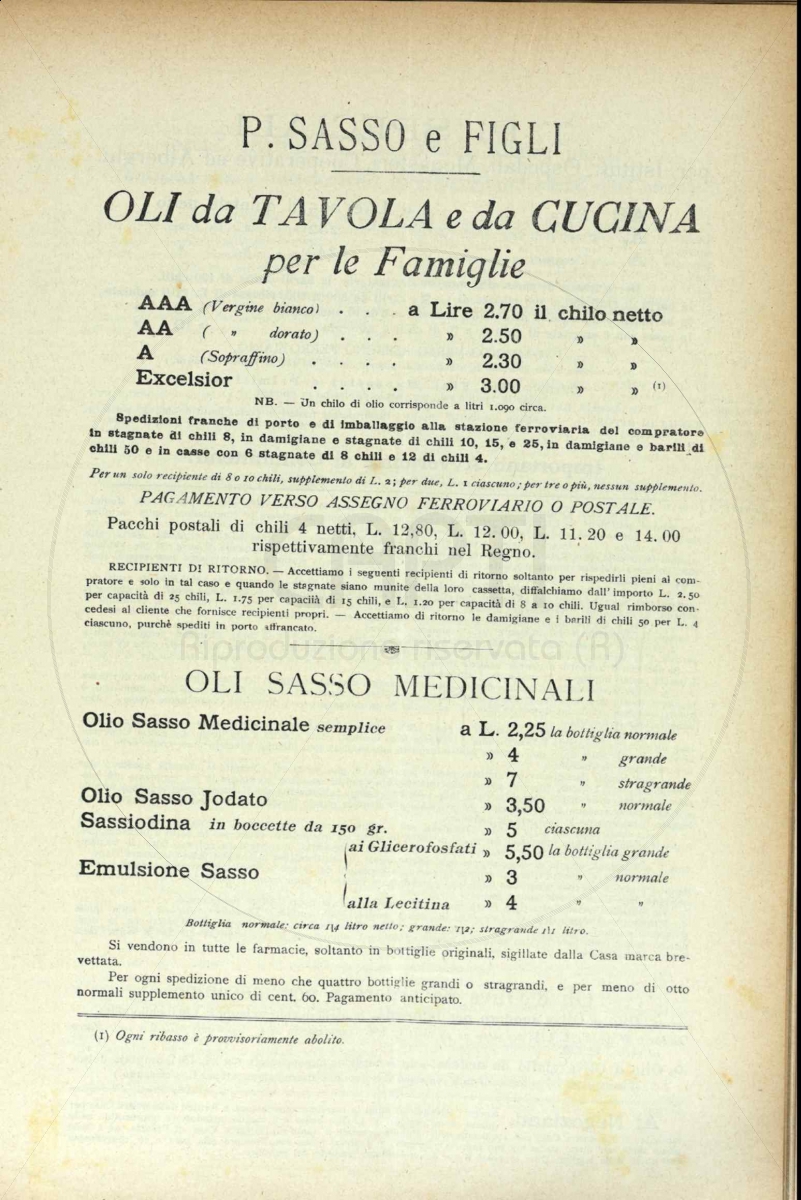 P. SASSO e FIGLI
OLI da TAVOLA e da CUCINA
per le Famiglie
AAA (Vergine bianco) . . . a Lire 2.70 il chilo netto
AA ( " dorato) . . . » 2.50 » »
A (Sopraffino) . . . . » 2.30 » »
Excelsior . . . . » 3.00 » » (1)
NB. — Un chilo di olio corrisponde a litri 1.090 circa.
Spedizioni franche di porto e di imballaggio alla stazione ferroviaria del compratore
in stagnate di chili 8, in damigiane e stagnate di chili 10, 15, e 25, in damigiane e barili di
chili 50 e in casse con 6 stagnate di 8 chili e 12 di chili 4.
Per un solo recipiente di 8 o 10 chili, supplemento di L. 2; per due, L. 1 ciascuno; per tre o più, nessun supplemento.
PAGAMENTO VERSO ASSEGNO FERROVIARIO O POSTALE.
Pacchi postali di chili 4 netti, L. 12,80, L. 12.00, L. 11.20 e 14.00
rispettivamente franchi nel Regno.
RECIPIENTI DI RITORNO. — Accettiamo i seguenti recipienti di ritorno soltanto per rispedirli pieni al com-
pratore e solo in tal caso e quando le stagnate siano munite della loro cassetta, diffalchiamo dall' importo L. 2.50
per capacità di 25 chili, L. 1.75 per capacità di 15 chili, e L. 1.20 per capacità di 8 a 10 chili. Ugual rimborso con-
cedesi al cliente che fornisce recipienti propri. — Accettiamo di ritorno le damigiane e i barili di chili 50 per L. 4
ciascuno, purchè spediti in porto affrancato.
Riproduzione riservata (R)
OLI SASSO MEDICINALI
Olio Sasso Medicinale semplice a L. 2,25 la bottiglia normale
» 4 " grande
» 7 " stragrande
Olio Sasso Jodato » 3,50 " normale
Sassiodina in boccette da 150 gr. » 5 ciascuna
ai Glicerofosfati » 5,50 la bottiglia grande
Emulsione Sasso » 3 " normale
alla Lecitina » 4 " "
Bottiglia normale: circa 1\4 litro netto; grande: 1\2; stragrande 1\1 litro.
Si vendono in tutte le farmacie, soltanto in bottiglie originali, sigillate dalla Casa marca bre-
vettata.
Per ogni spedizione di meno che quattro bottiglie grandi o stragrandi, e per meno di otto
normali supplemento unico di cent. 60. Pagamento anticipato.
(1) Ogni ribasso è provvisoriamente abolito.